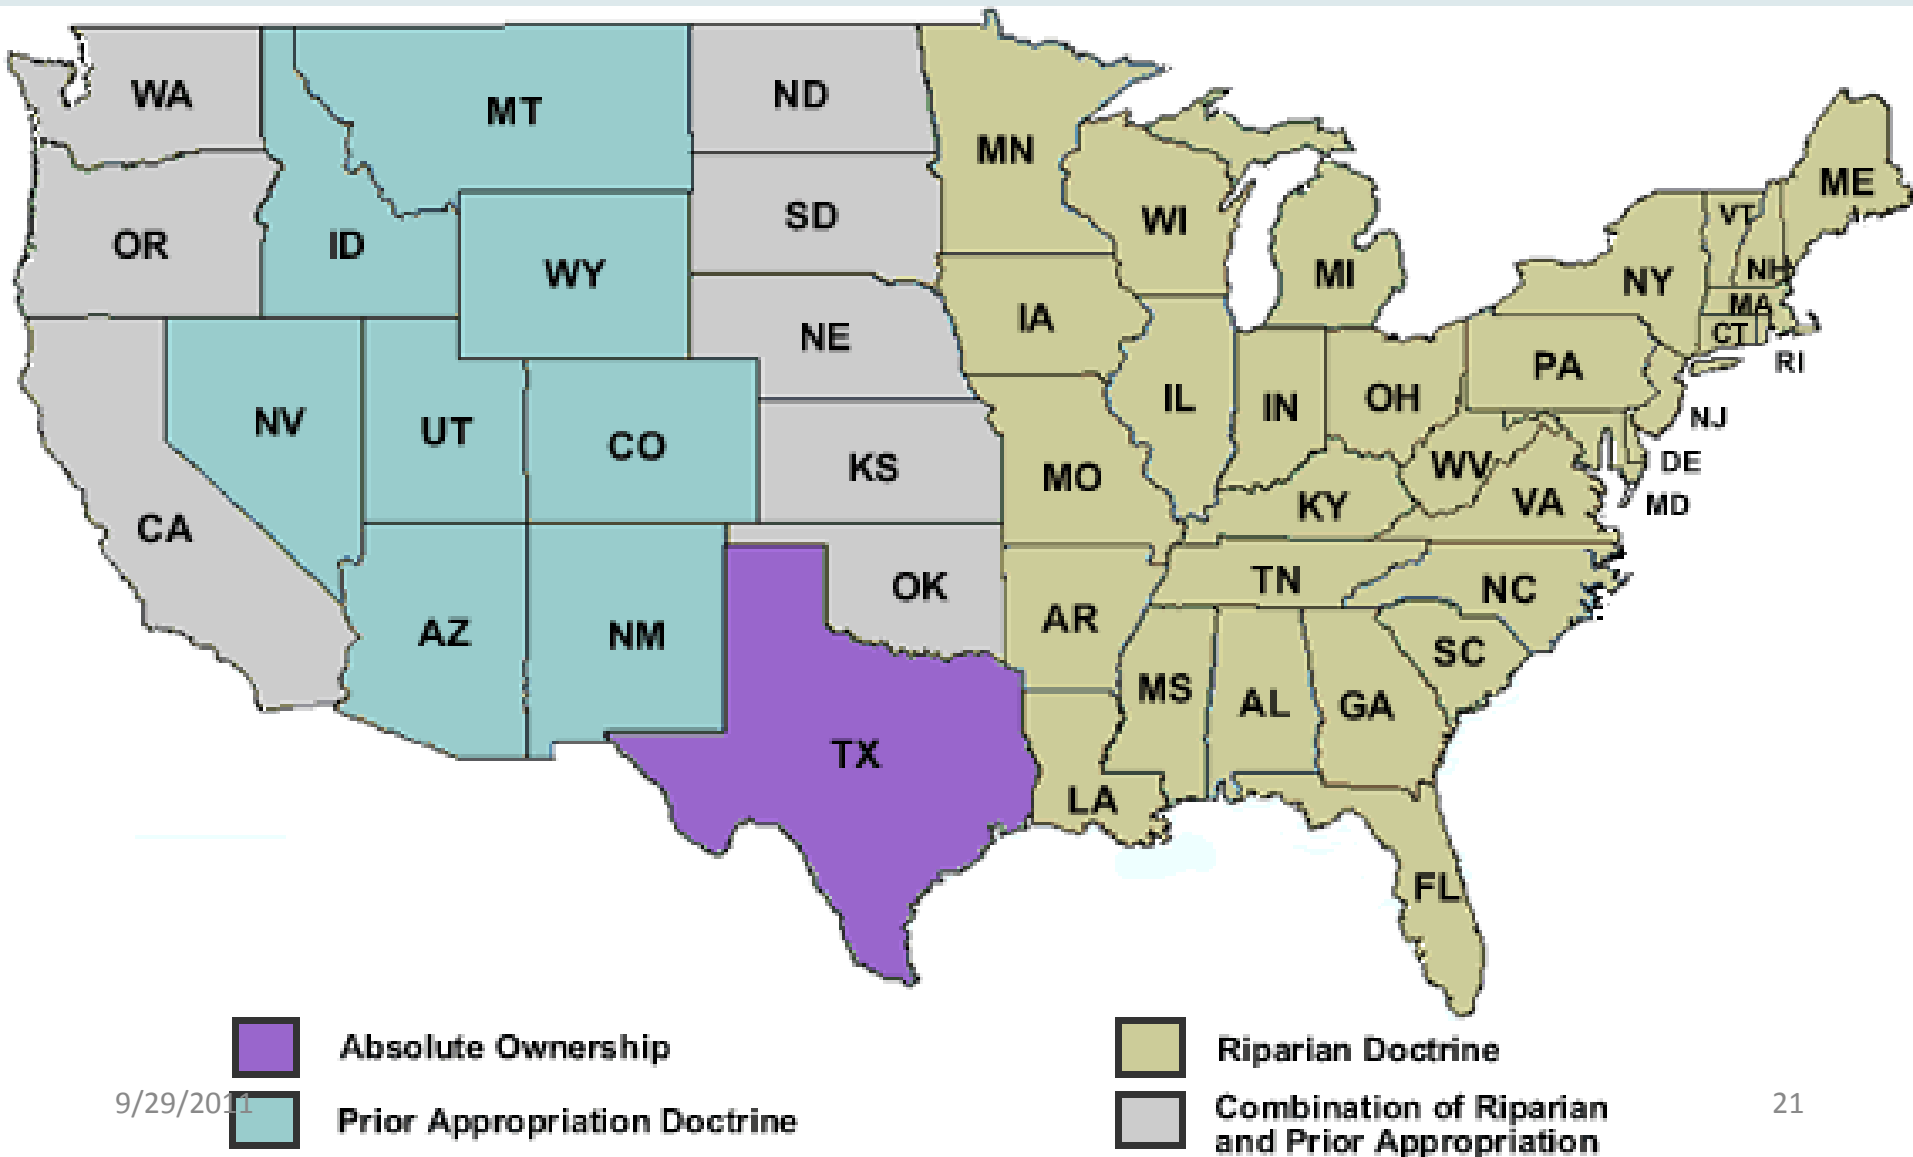 WA
MT
ND
MN
OR
ID
WY
SD
WI
MI
NY
VT
NH
ME
MA
CT
RI
NV
UT
CO
NE
IA
IL
IN
OH
PA
NJ
CA
KS
MO
KY
WV
VA
DE
MD
AZ
NM
OK
AR
TN
NC
SC
TX
LA
MS
AL
GA
FL
Absolute Ownership
Prior Appropriation Doctrine
Riparian Doctrine
Combination of Riparian
and Prior Appropriation
9/29/2011
21